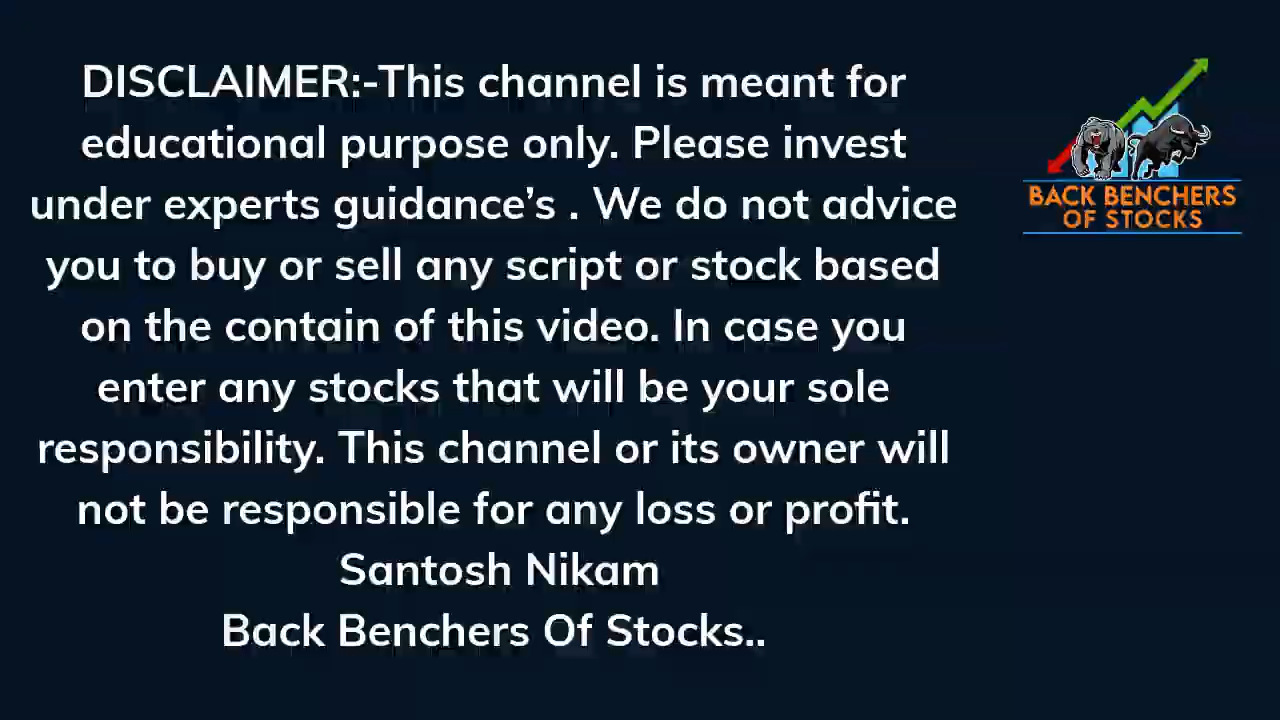 DISCLAIMER:-This channel is meant for
educational purpose only. Please invest
under experts guidance’s . We do not advice
you to buy or sell any script or stock based
on the contain of this video. In case you
enter any stocks that will be your sole
responsibility. This channel or its owner will
not be responsible for any loss or profit.
Santosh Nikam
Back Benchers Of Stocks..
BACK BENCHERS
OF STOCKS